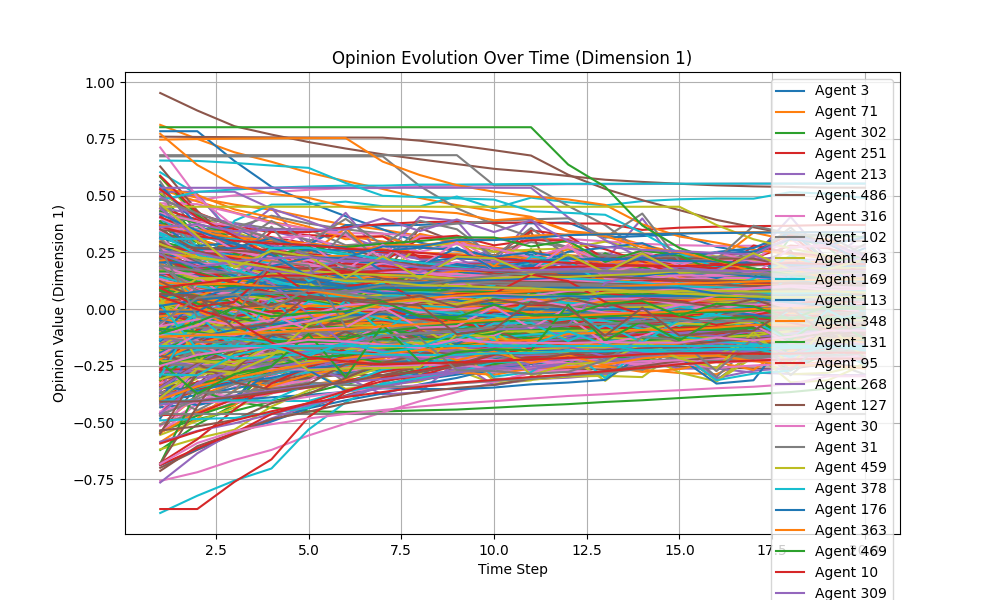 Opinion Evolution Over Time (Dimension 1)
Opinion Value (Dimension 1)
1.00
0.75
0.50
0.25
0.00
−0.25
−0.50
−0.75
2.5
5.0
7.5
10.0
12.5
15.0
Time Step
Agent 3
Agent 71
Agent 302
Agent 251
Agent 213
Agent 486
Agent 316
Agent 102
Agent 463
Agent 169
Agent 113
Agent 348
Agent 131
Agent 95
Agent 268
Agent 127
Agent 30
Agent 31
Agent 459
Agent 378
Agent 176
Agent 363
Agent 469
Agent 10
Agent 309